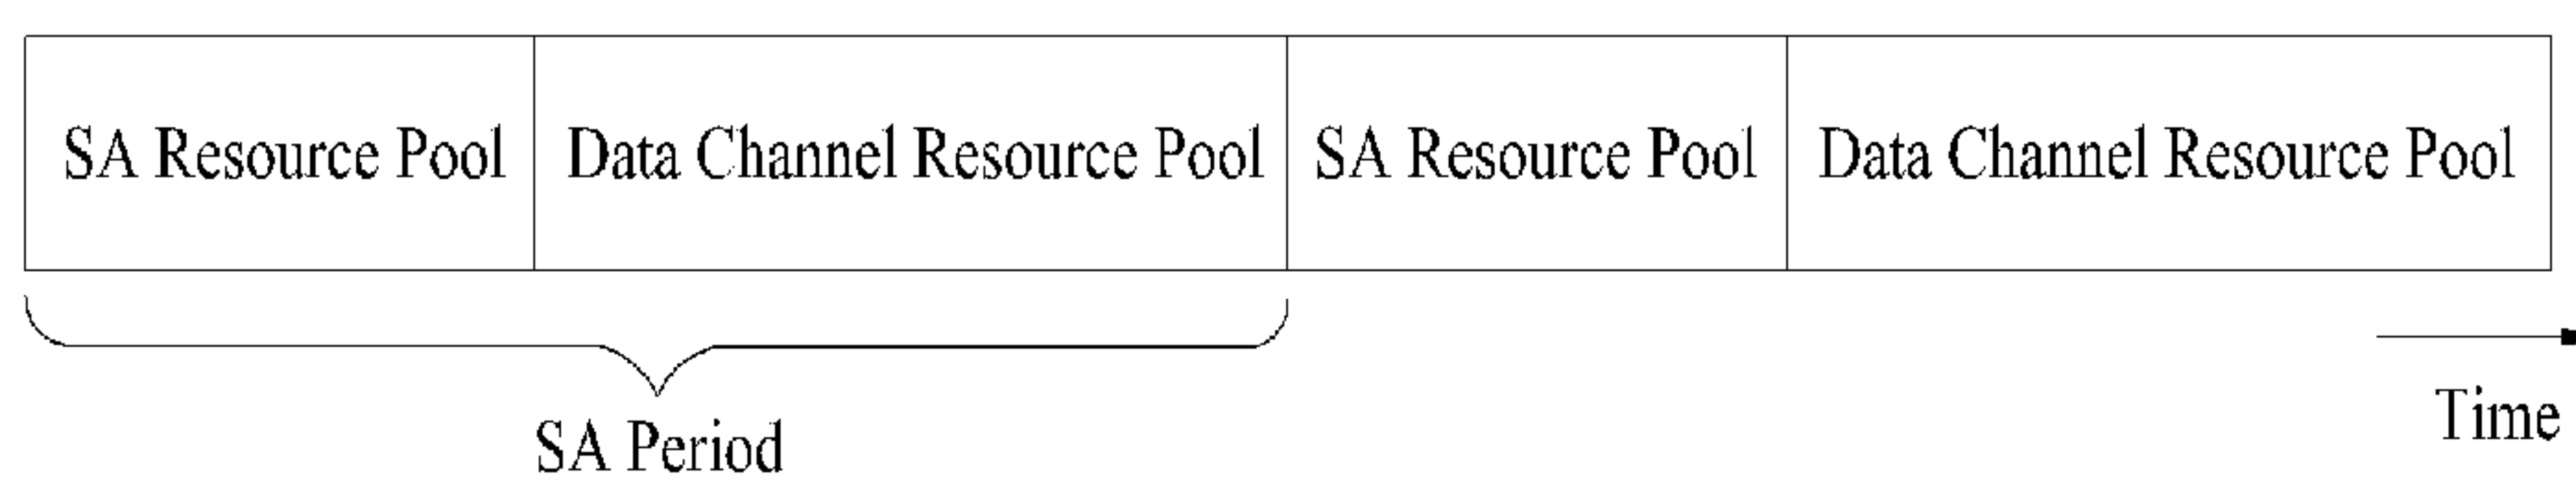 SA Resource Pool
Data Channel Resource Pool
SA Resource Pool
Data Channel Resource Pool
SA Period
Time